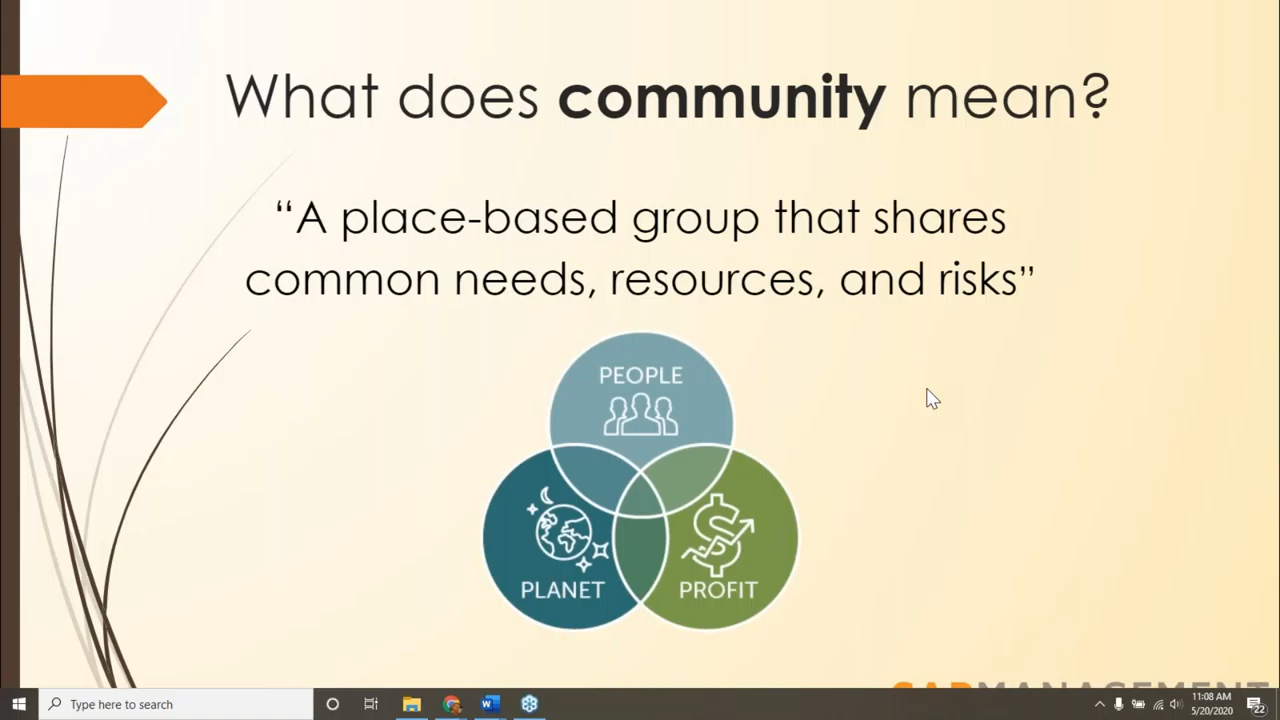 What does community mean?
“A place-based group that shares
common needs, resources, and risks”
PEOPLE
PLANET
PROFIT
Type here to search
11:08 AM
5/20/2020
22